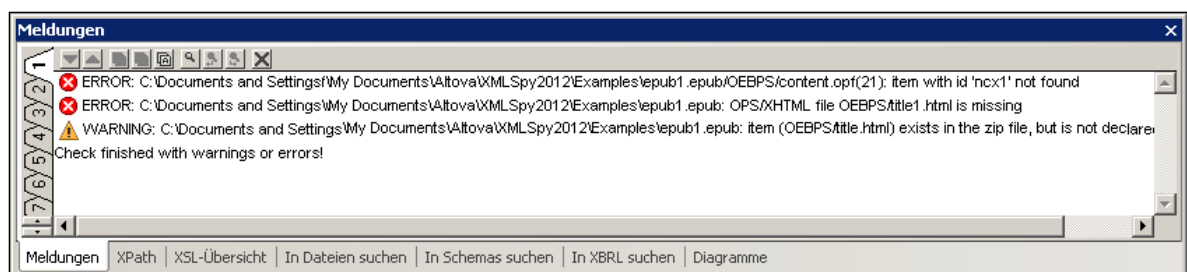 Meldungen
1
ERROR: C:\Documents and Settingsf\My Documents\Altova\XMLSpy2012\Examples\epub1.epub/OEBPS/content.opf(21): item with id 'ncx1' not found
2
ERROR: C:\Documents and Settings\My Documents\Altova\XMLSpy2012\Examples\epub1.epub: OPS/XHTML file OEBPS/title1.html is missing
3
WARNING: C:\Documents and Settings\My Documents\Altova\XMLSpy2012\Examples\epub1.epub: item (OEBPS/title.html) exists in the zip file, but is not declare
4
Check finished with warnings or errors!
5
6
7
Meldungen XPath XSL-Übersicht In Dateien suchen In Schemas suchen In XBRL suchen Diagramme